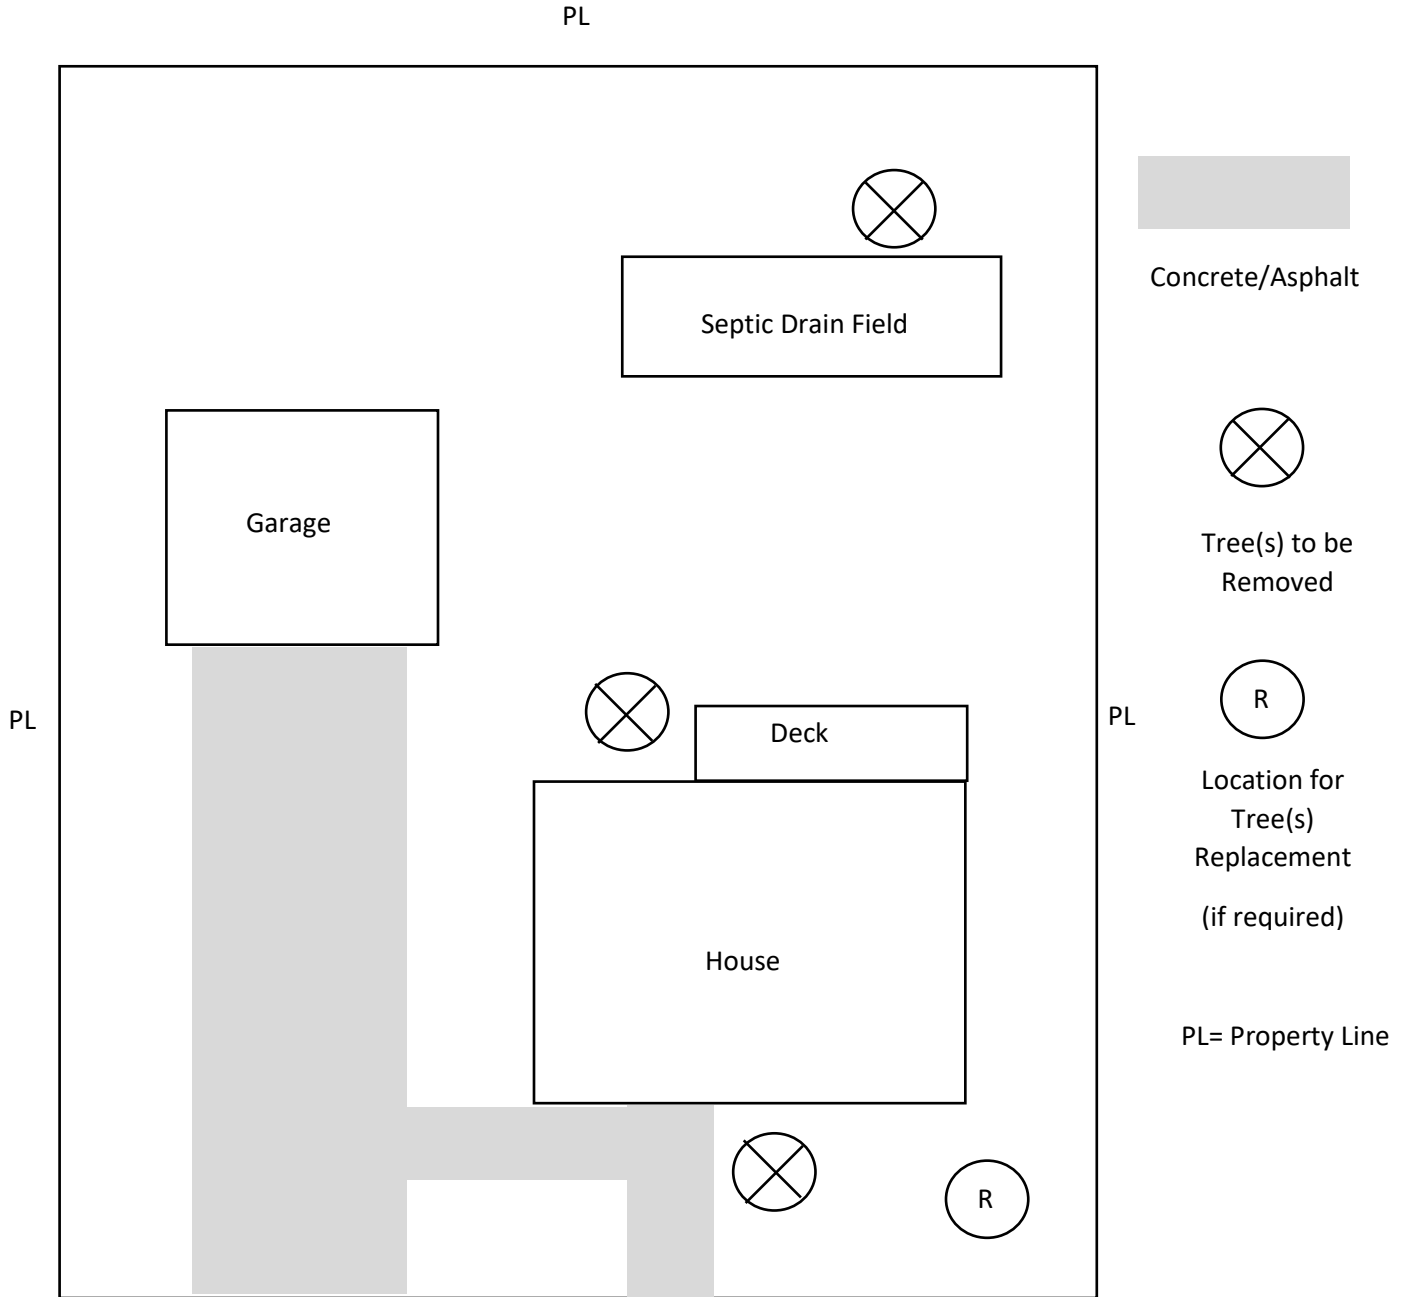 PL
Concrete/Asphalt
Septic Drain Field
Garage
Tree(s) to be
Removed
PL
Deck
PL
R
Location for
Tree(s)
Replacement
(if required)
House
PL= Property Line
R